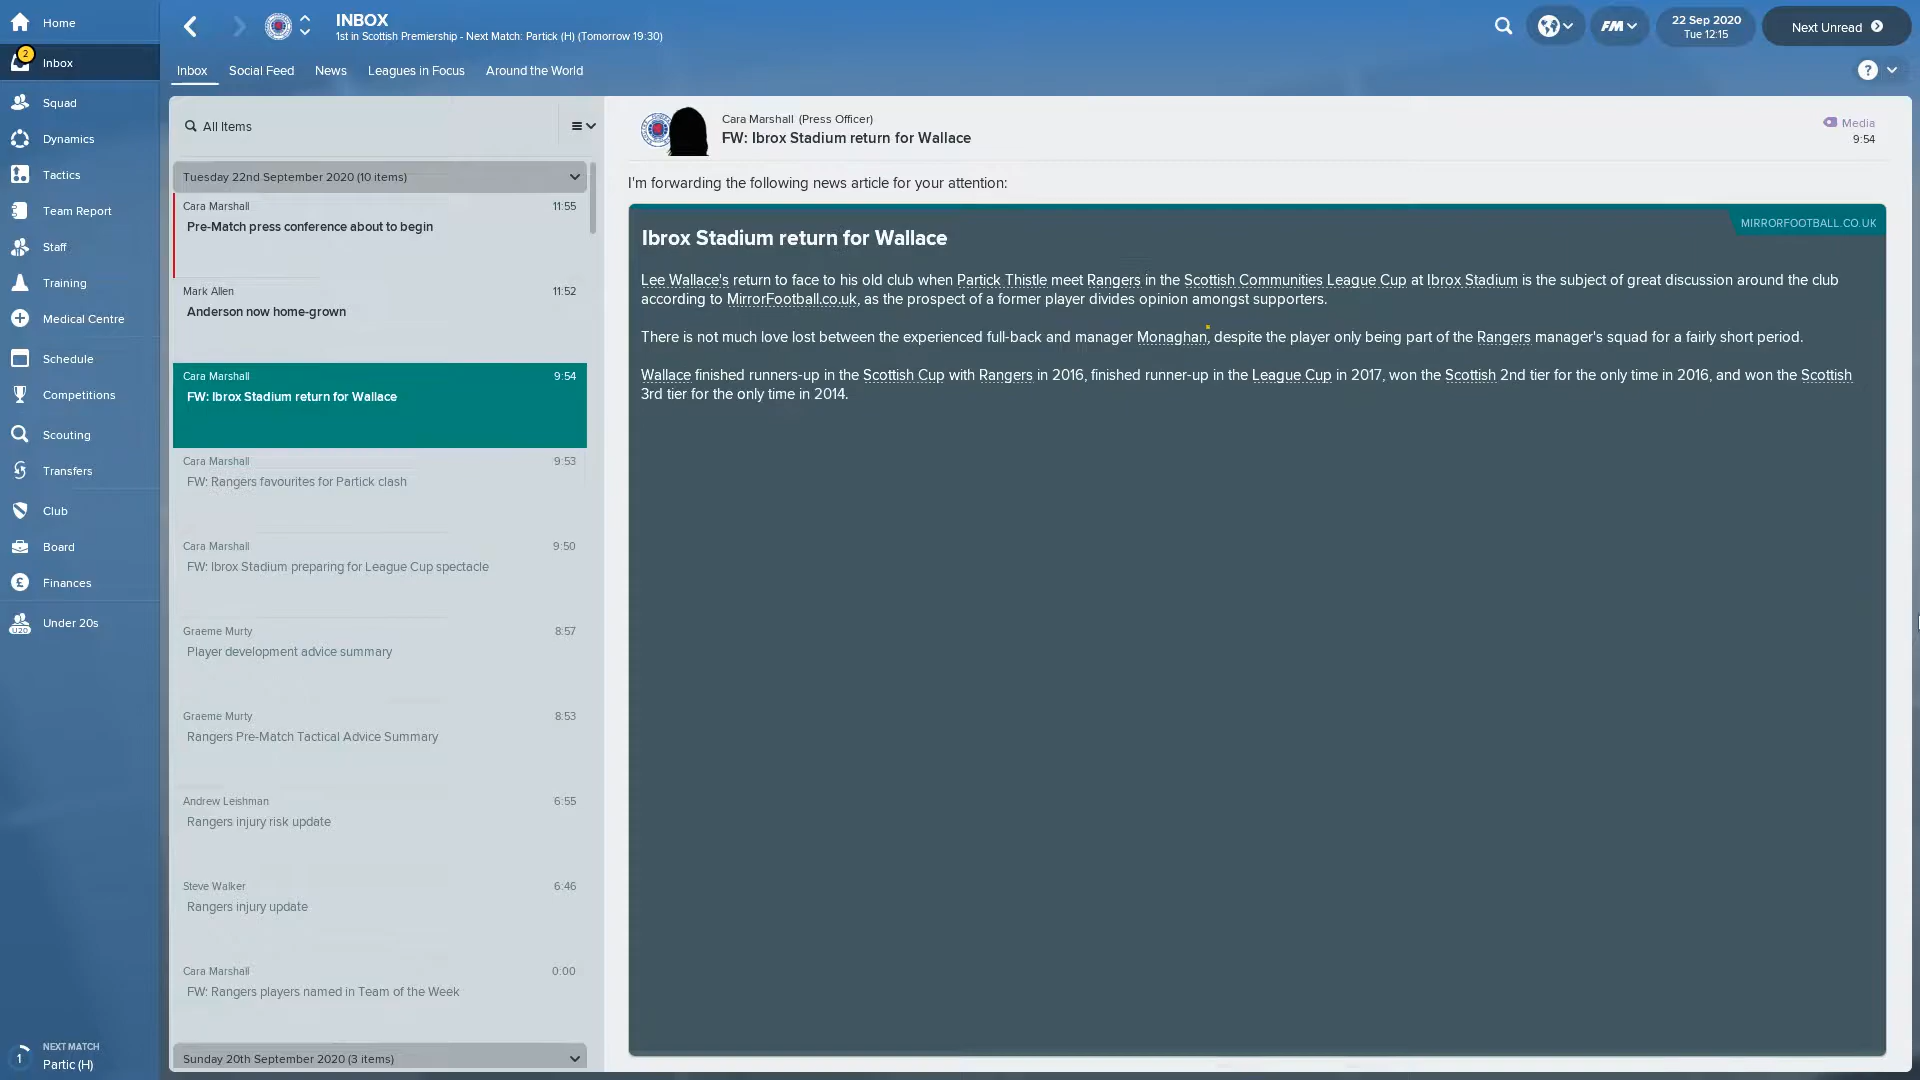 Home
2
Inbox
Squad
Dynamics
Tactics
Team Report
Staff
Training
Medical Centre
Schedule
Competitions
Scouting
Transfers
Club
Board
Finances
Under 20s
U20
1
NEXT MATCH
Partic (H)
INBOX
1st in Scottish Premiership - Next Match: Partick (H) (Tomorrow 19:30)
FM
22 Sep 2020
Tue 12:15
Next Unread
Inbox
Social Feed
News
Leagues in Focus
Around the World
?
All Items
Tuesday 22nd September 2020 (10 items)
Cara Marshall 11:55
Pre-Match press conference about to begin
Mark Allen 11:52
Anderson now home-grown
Cara Marshall 9:54
FW: Ibrox Stadium return for Wallace
Cara Marshall 9:53
FW: Rangers favourites for Partick clash
Cara Marshall 9:50
FW: Ibrox Stadium preparing for League Cup spectacle
Graeme Murty 8:57
Player development advice summary
Graeme Murty 8:53
Rangers Pre-Match Tactical Advice Summary
Andrew Leishman 6:55
Rangers injury risk update
Steve Walker 6:46
Rangers injury update
Cara Marshall 0:00
FW: Rangers players named in Team of the Week
Sunday 20th September 2020 (3 items)
Cara Marshall (Press Officer)
FW: Ibrox Stadium return for Wallace
Media
9:54
I'm forwarding the following news article for your attention:
MIRRORFOOTBALL.CO.UK
Ibrox Stadium return for Wallace
Lee Wallace's return to face to his old club when Partick Thistle meet Rangers in the Scottish Communities League Cup at Ibrox Stadium is the subject of great discussion around the club
according to MirrorFootball.co.uk, as the prospect of a former player divides opinion amongst supporters.
There is not much love lost between the experienced full-back and manager Monaghan, despite the player only being part of the Rangers manager's squad for a fairly short period.
Wallace finished runners-up in the Scottish Cup with Rangers in 2016, finished runner-up in the League Cup in 2017, won the Scottish 2nd tier for the only time in 2016, and won the Scottish
3rd tier for the only time in 2014.